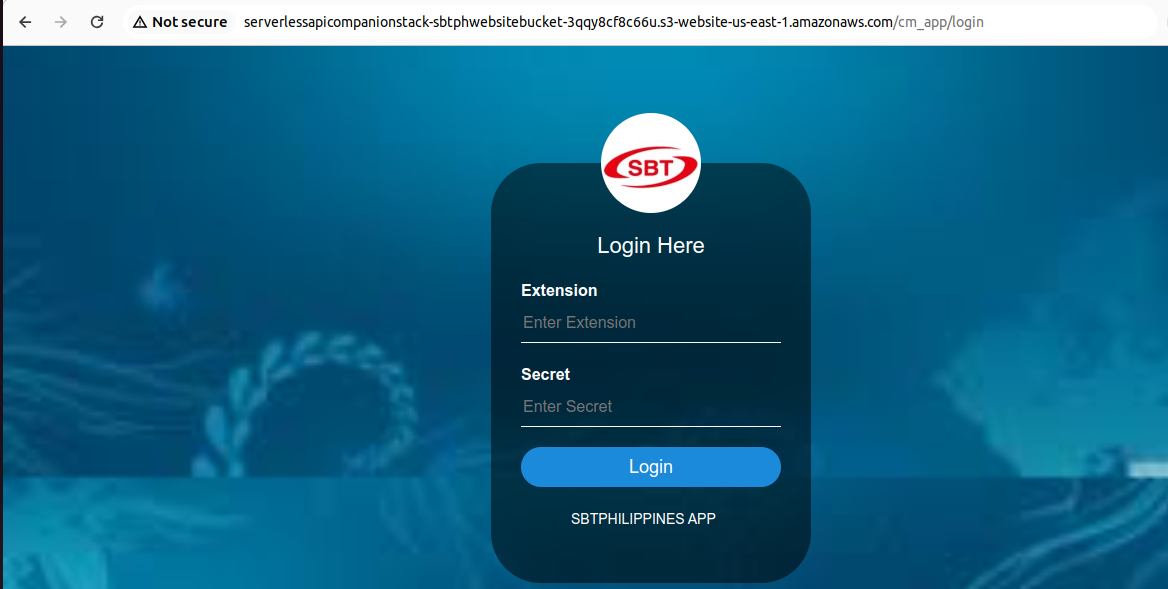 Not secure serverlessapicompanionstack-sbtphwebsitebucket-3qqy8cf8c66u.s3-website-us-east-1.amazonaws.com/cm_app/login
SBT
Login Here
Extension
Enter Extension
Secret
Enter Secret
Login
SBTPHILIPPINES APP